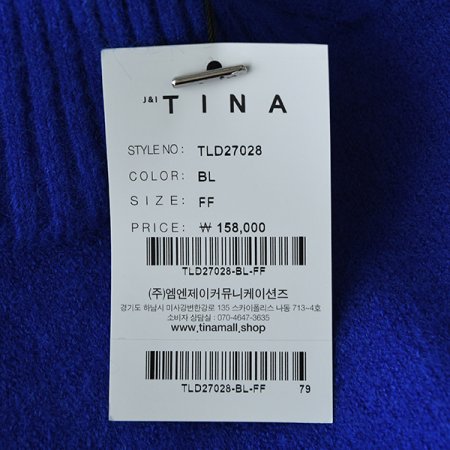 J&I TINA
STYLE NO: TLD27028
COLOR: BL
SIZE: FF
PRICE: ₩ 158,000
TLD27028-BL-FF
(주)엠엔제이커뮤니케이션즈
경기도 하남시 미사강변한강로 135 스카이폴리스 나동 713-4호
소비자 상담실 : 070-4647-3635
www.tinamall.shop
TLD27028-BL-FF 79